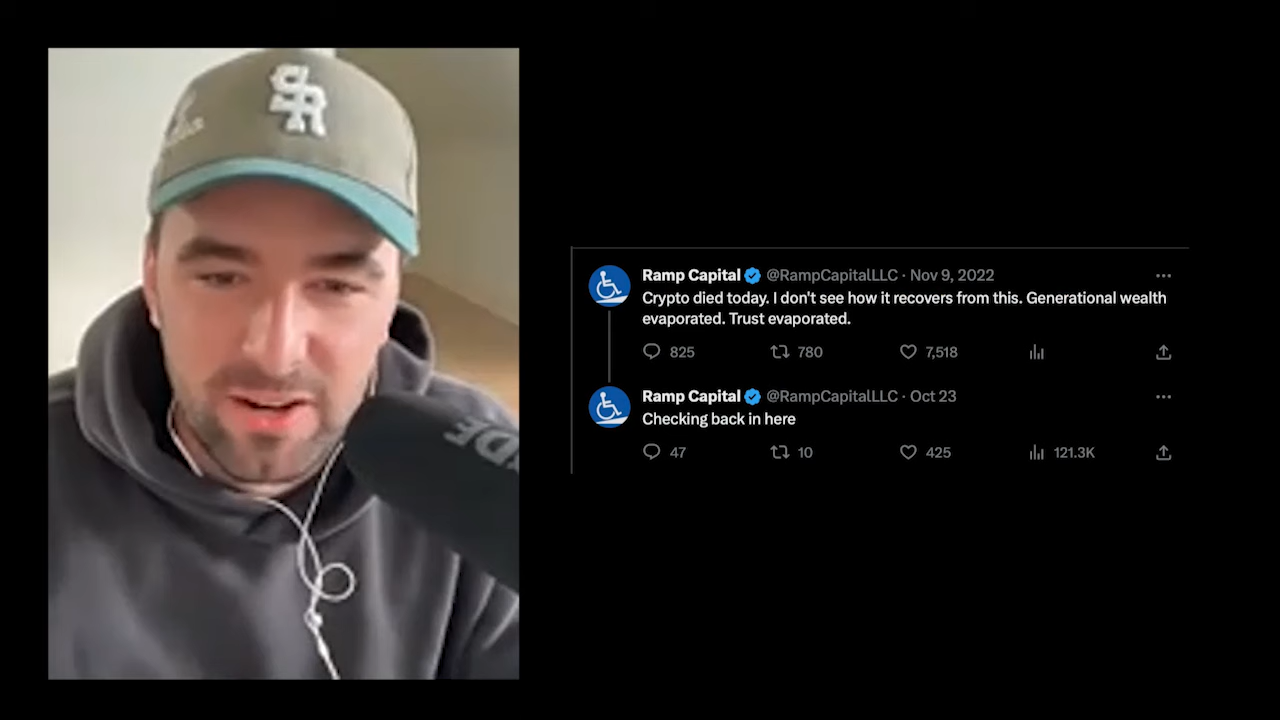 SR
Ramp Capital @RampCapitalLLC · Nov 9, 2022
Crypto died today. I don't see how it recovers from this. Generational wealth
evaporated. Trust evaporated.
825 780 7,518
Ramp Capital @RampCapitalLLC · Oct 23
Checking back in here
47 10 425 121.3K